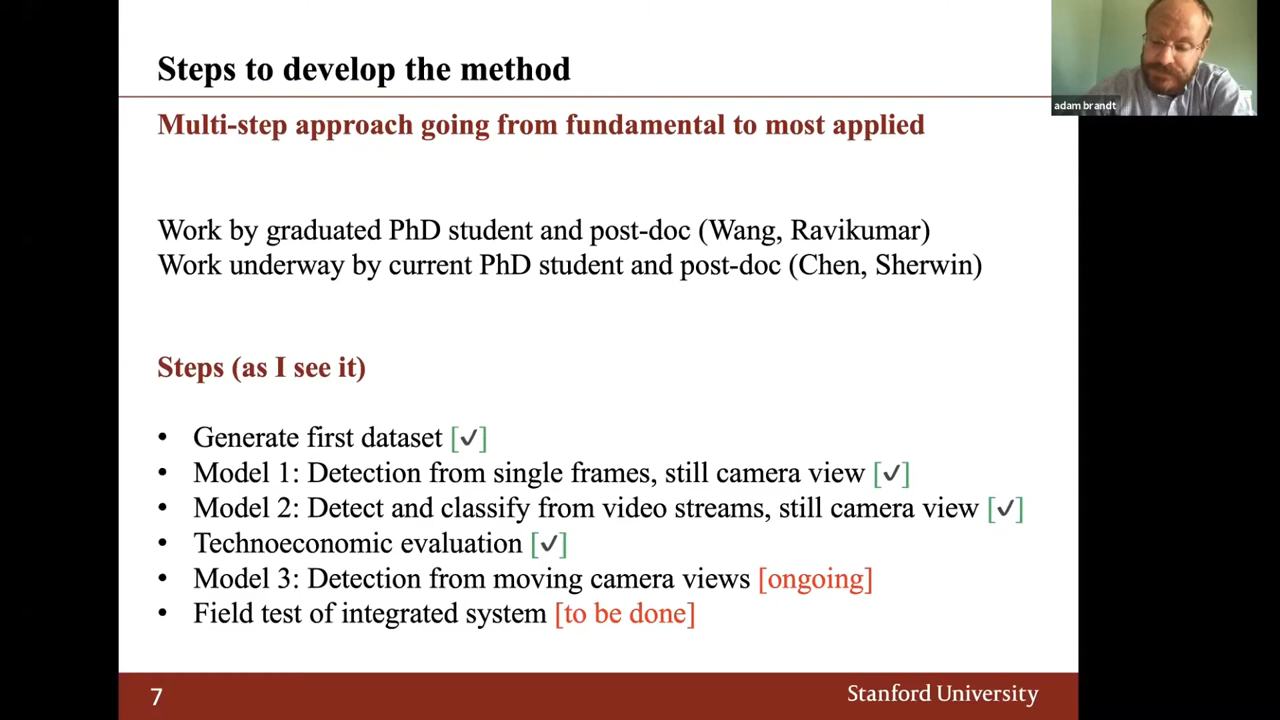 Steps to develop the method
adam brandt
Multi-step approach going from fundamental to most applied
Work by graduated PhD student and post-doc (Wang, Ravikumar)
Work underway by current PhD student and post-doc (Chen, Sherwin)
Steps (as I see it)
• Generate first dataset [✓]
• Model 1: Detection from single frames, still camera view [✓]
• Model 2: Detect and classify from video streams, still camera view [✓]
• Technoeconomic evaluation [✓]
• Model 3: Detection from moving camera views [ongoing]
• Field test of integrated system [to be done]
7
Stanford University